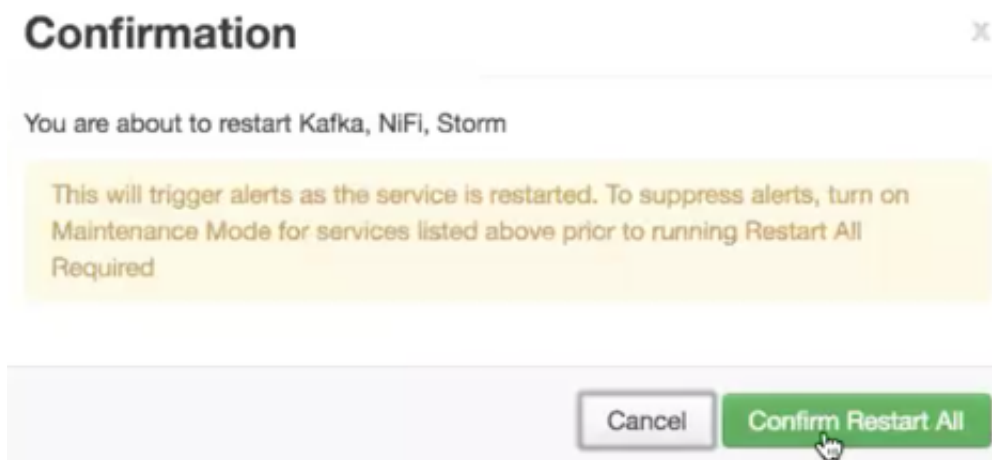 Confirmation
x
You are about to restart Kafka, NiFi, Storm
This will trigger alerts as the service is restarted. To suppress alerts, turn on
Maintenance Mode for services listed above prior to running Restart All
Required
Cancel
Confirm Restart All